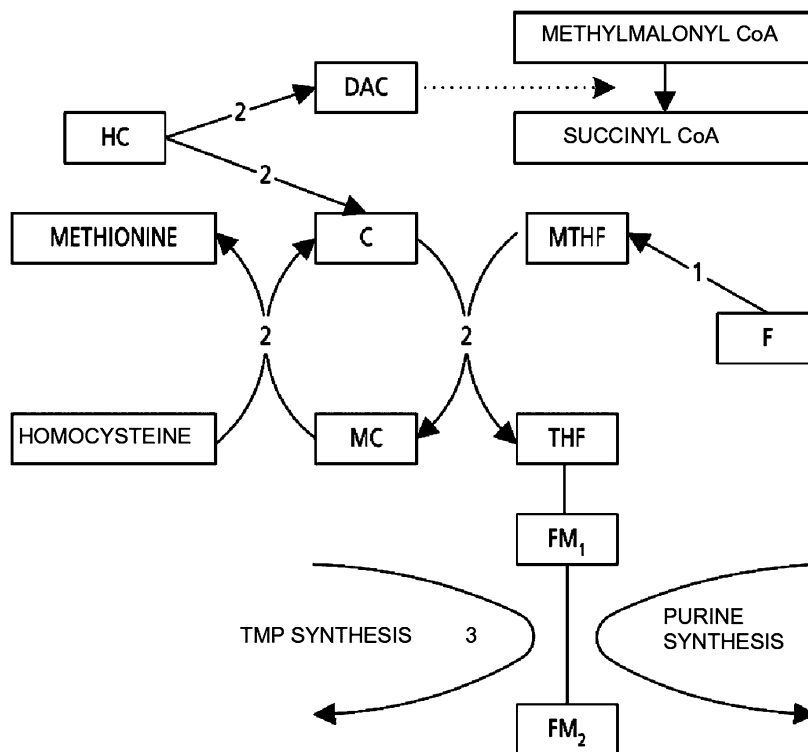 METHYLMALONYL CoA
DAC
2
HC
SUCCINYL CoA
2
METHIONINE
C
MTHF
1
2
2
F
HOMOCYSTEINE
MC
THF
FM₁
TMP SYNTHESIS 3
PURINE
SYNTHESIS
FM₂